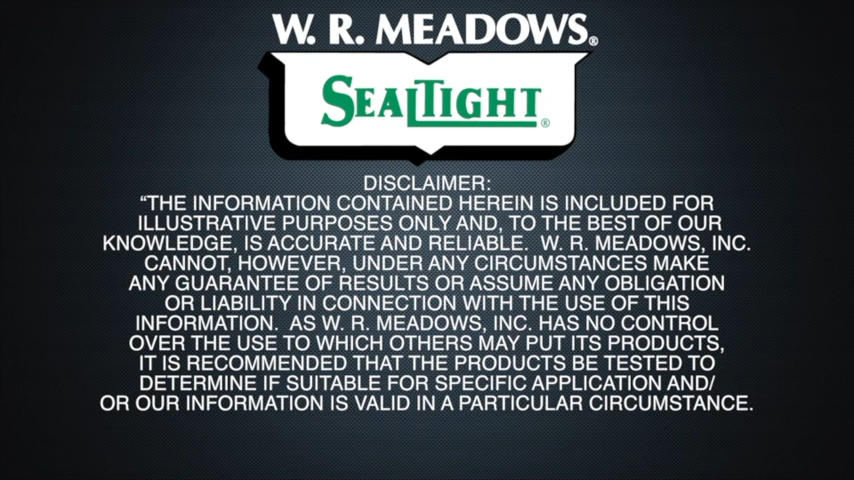 W. R. MEADOWS®
SEALTIGHT®
DISCLAIMER:
“THE INFORMATION CONTAINED HEREIN IS INCLUDED FOR
ILLUSTRATIVE PURPOSES ONLY AND, TO THE BEST OF OUR
KNOWLEDGE, IS ACCURATE AND RELIABLE. W. R. MEADOWS, INC.
CANNOT, HOWEVER, UNDER ANY CIRCUMSTANCES MAKE
ANY GUARANTEE OF RESULTS OR ASSUME ANY OBLIGATION
OR LIABILITY IN CONNECTION WITH THE USE OF THIS
INFORMATION. AS W. R. MEADOWS, INC. HAS NO CONTROL
OVER THE USE TO WHICH OTHERS MAY PUT ITS PRODUCTS,
IT IS RECOMMENDED THAT THE PRODUCTS BE TESTED TO
DETERMINE IF SUITABLE FOR SPECIFIC APPLICATION AND/
OR OUR INFORMATION IS VALID IN A PARTICULAR CIRCUMSTANCE.